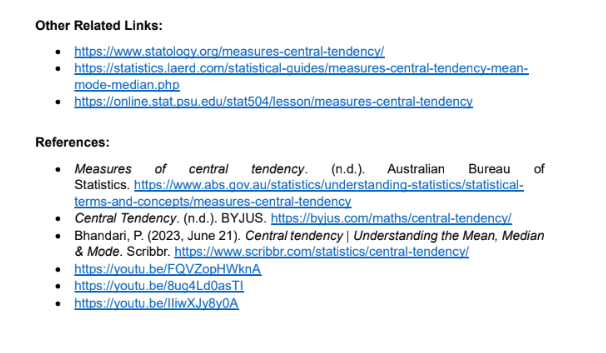 Other Related Links:
• https://www.statology.org/measures-central-tendency/
• https://statistics.laerd.com/statistical-guides/measures-central-tendency-mean-
mode-median.php
• https://online.stat.psu.edu/stat504/lesson/measures-central-tendency
References:
• Measures of central tendency. (n.d.). Australian Bureau of
Statistics. https://www.abs.gov.au/statistics/understanding-statistics/statistical-
terms-and-concepts/measures-central-tendency
• Central Tendency. (n.d.). BYJUS. https://byjus.com/maths/central-tendency/
• Bhandari, P. (2023, June 21). Central tendency | Understanding the Mean, Median
& Mode. Scribbr. https://www.scribbr.com/statistics/central-tendency/
• https://youtu.be/FQVZopHWknA
• https://youtu.be/8ug4Ld0asTI
• https://youtu.be/IIiwXJy8y0A